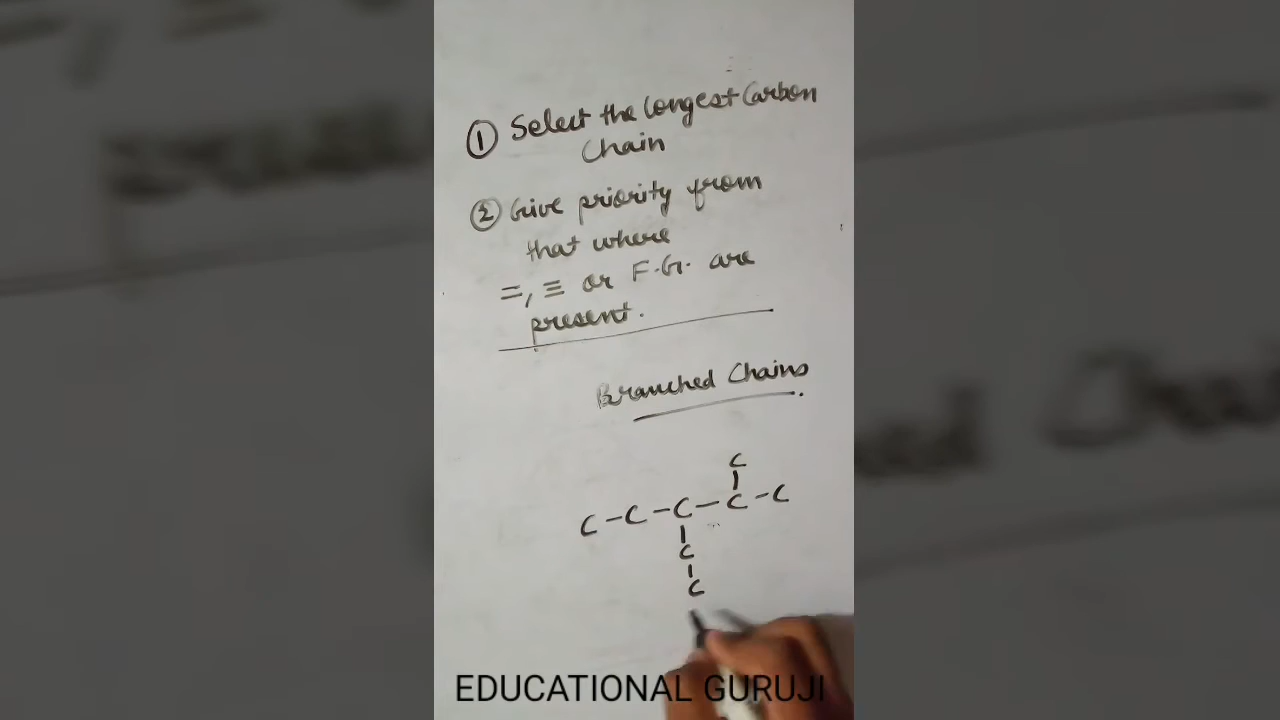 ① Select the longest Carbon
Chain
② Give priority from
that where
=, ≡ or F.G. are
present.
Branched Chains
C
C - C - C - C - C
C
C
EDUCATIONAL GURUJI